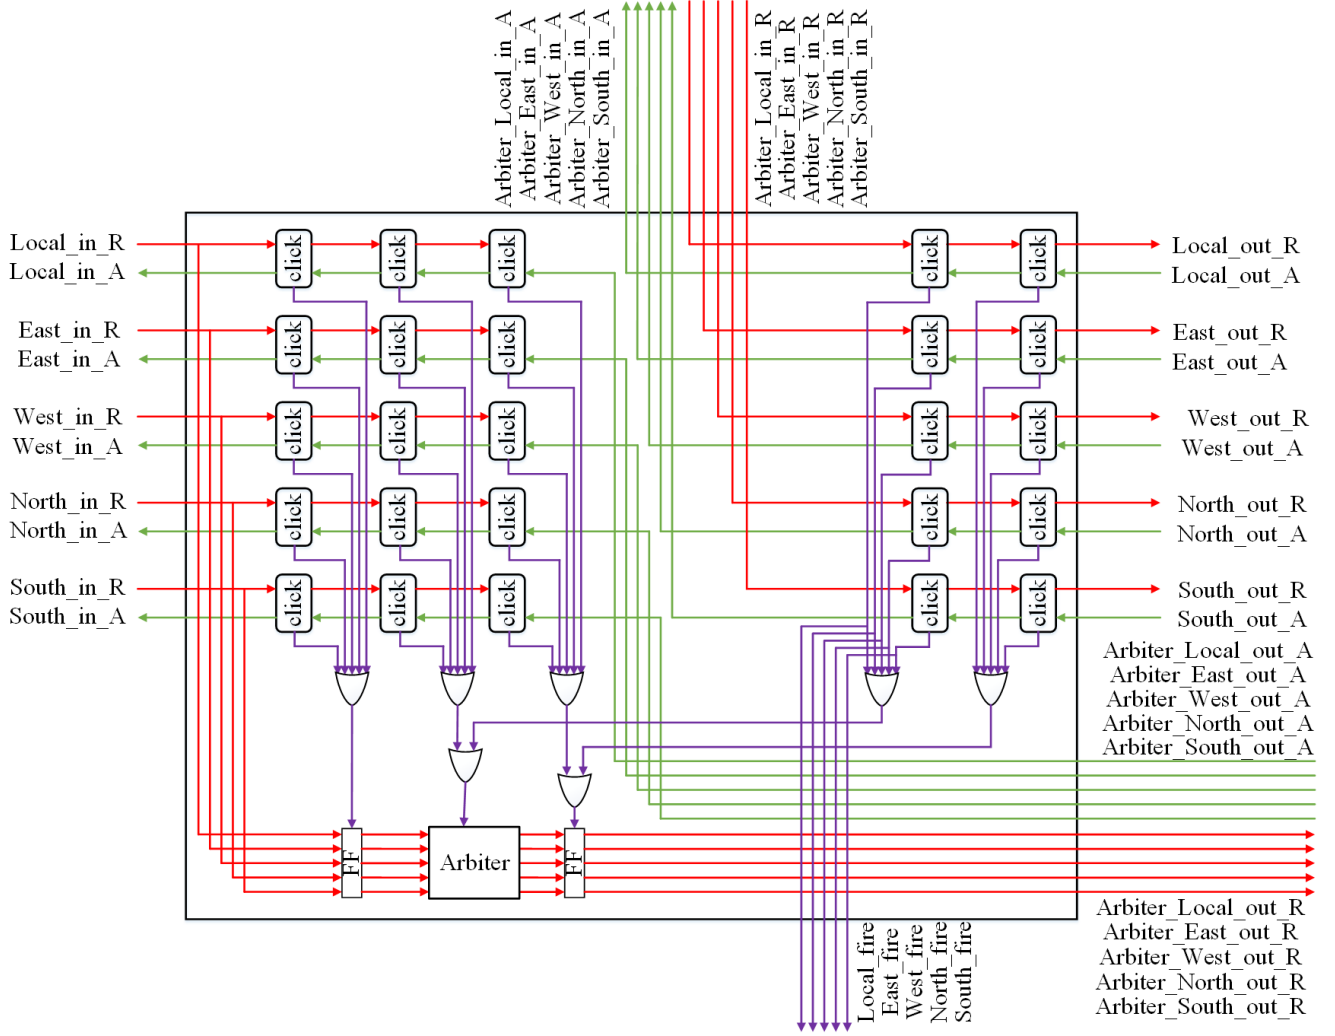 Arbiter_Local_in_A
Arbiter_East_in_A
Arbiter_West_in_A
Arbiter_North_in_A
Arbiter_South_in_A
Arbiter_Local_in_R
Arbiter_East_in_R
Arbiter_West_in_R
Arbiter_North_in_R
Arbiter_South_in_R
Local_in_R
Local_in_A
click click click click click
Local_out_R
Local_out_A
East_in_R
East_in_A
click click click click click
East_out_R
East_out_A
West_in_R
West_in_A
click click click click click
West_out_R
West_out_A
North_in_R
North_in_A
click click click click click
North_out_R
North_out_A
South_in_R
South_in_A
click click click click click
South_out_R
South_out_A
Arbiter_Local_out_A
Arbiter_East_out_A
Arbiter_West_out_A
Arbiter_North_out_A
Arbiter_South_out_A
FF
Arbiter
FF
Arbiter_Local_out_R
Arbiter_East_out_R
Arbiter_West_out_R
Arbiter_North_out_R
Arbiter_South_out_R
Local_fire
East_fire
West_fire
North_fire
South_fire